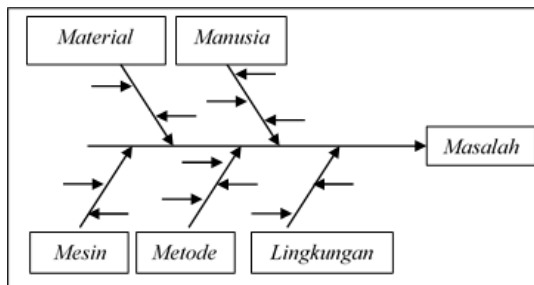 Material
Manusia
Masalah
Mesin
Metode
Lingkungan